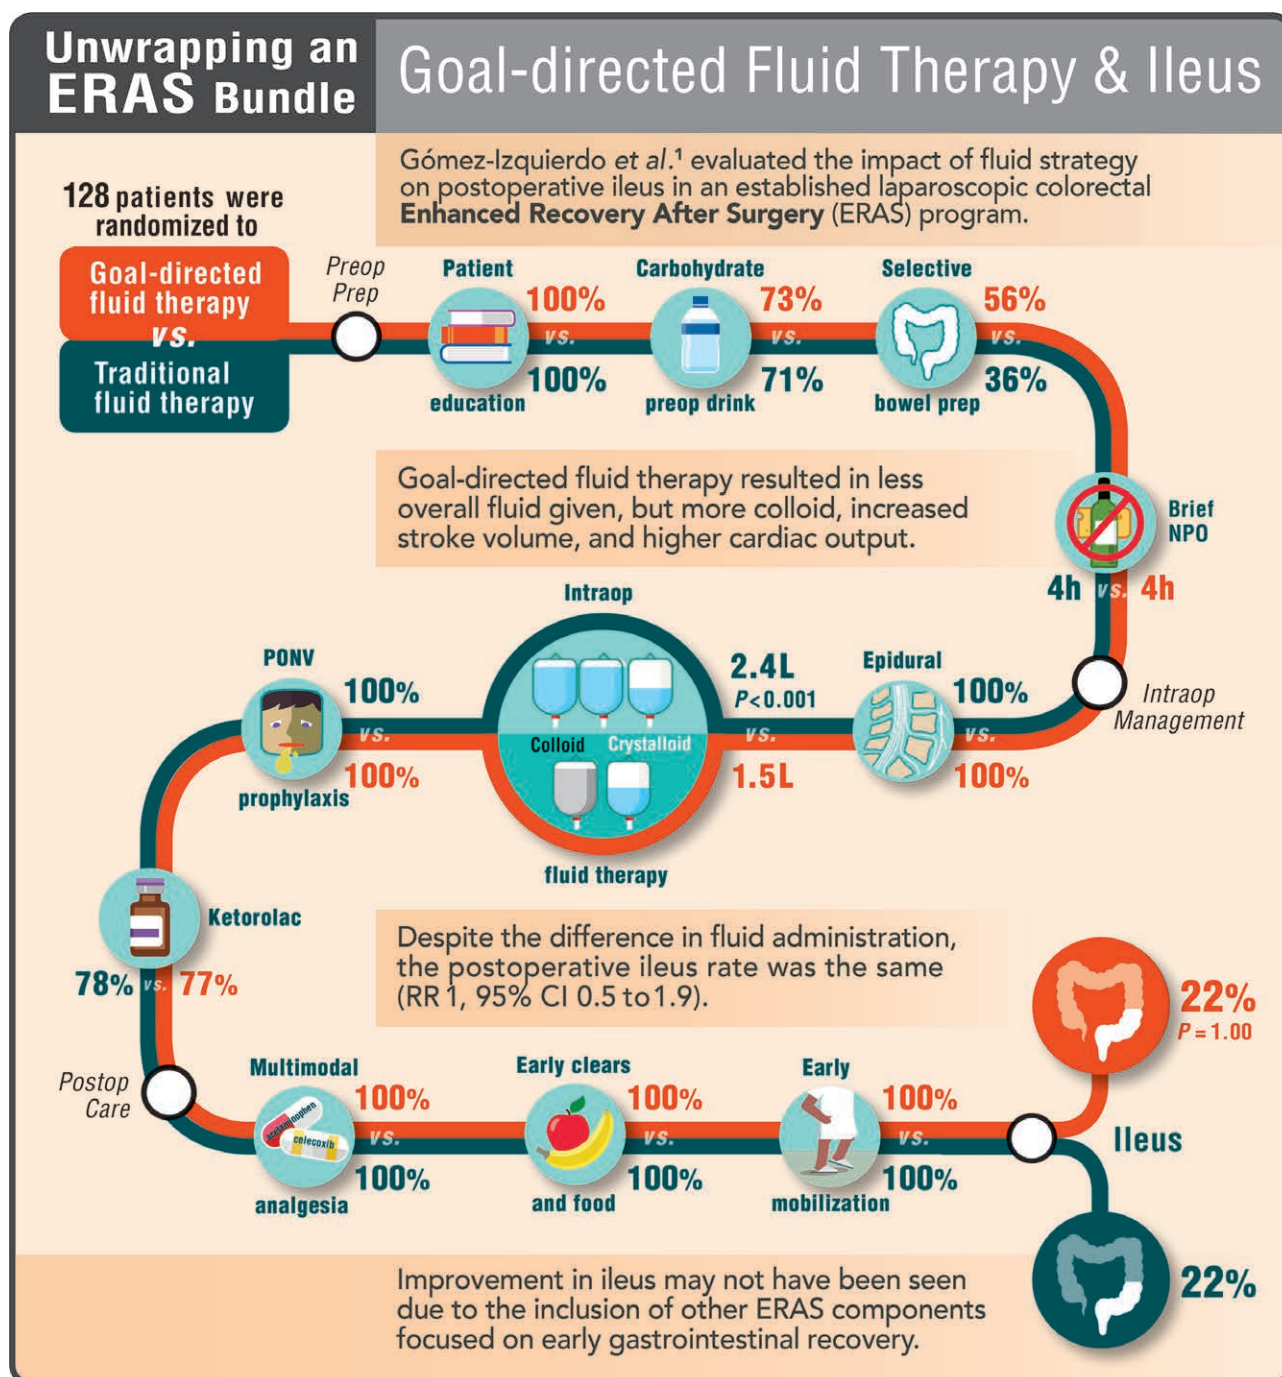 Unwrapping an
ERAS Bundle
Goal-directed Fluid Therapy & Ileus
Gómez-Izquierdo et al.¹ evaluated the impact of fluid strategy
on postoperative ileus in an established laparoscopic colorectal
Enhanced Recovery After Surgery (ERAS) program.
128 patients were
randomized to
Goal-directed
fluid therapy
vs.
Traditional
fluid therapy
Preop
Prep
Patient
education
100%
vs.
100%
Carbohydrate
preop drink
73%
vs.
71%
Selective
bowel prep
56%
vs.
36%
Goal-directed fluid therapy resulted in less
overall fluid given, but more colloid, increased
stroke volume, and higher cardiac output.
Brief
NPO
4h vs. 4h
Intraop
Management
Epidural
100%
vs.
100%
Intraop
fluid therapy
Colloid Crystalloid
2.4L
P<0.001
vs.
1.5L
PONV
prophylaxis
100%
vs.
100%
Ketorolac
78% vs. 77%
Despite the difference in fluid administration,
the postoperative ileus rate was the same
(RR 1, 95% CI 0.5 to 1.9).
Postop
Care
Multimodal
analgesia
acetaminophen
celecoxib
100%
vs.
100%
Early clears
and food
100%
vs.
100%
Early
mobilization
100%
vs.
100%
Ileus
22%
P = 1.00
22%
Improvement in ileus may not have been seen
due to the inclusion of other ERAS components
focused on early gastrointestinal recovery.